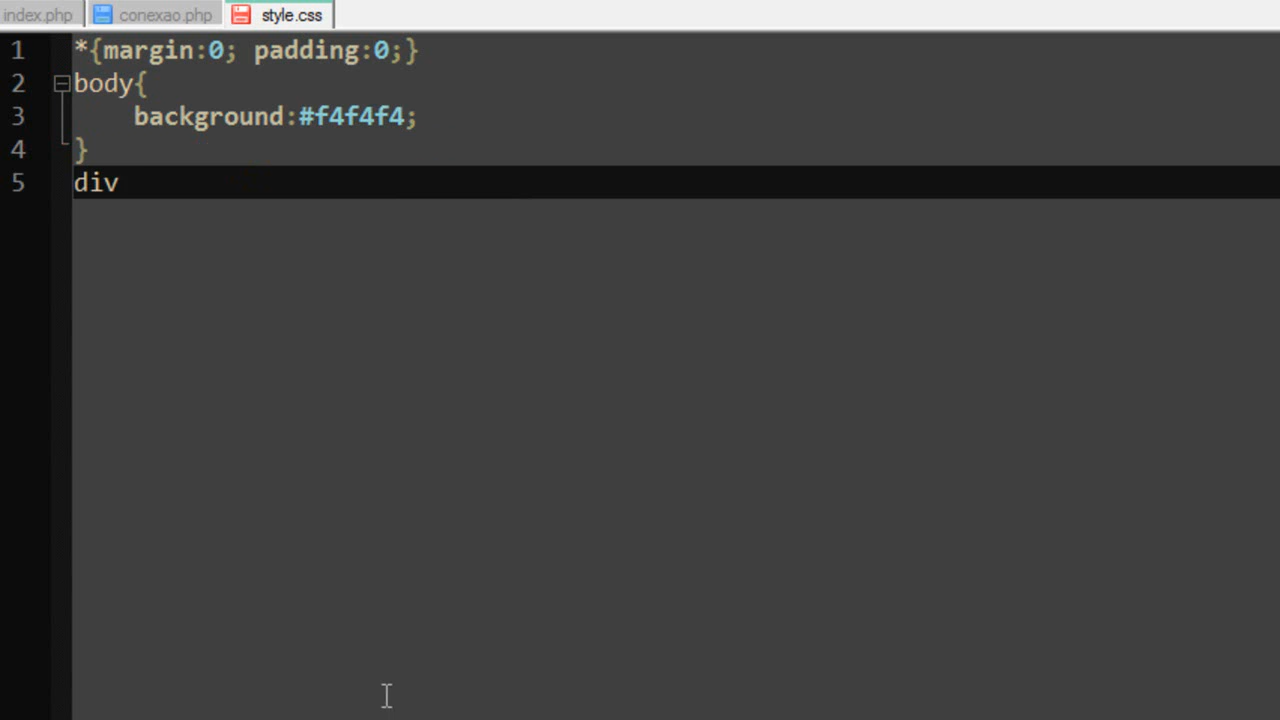 index.php conexao.php style.css
1 *{margin:0; padding:0;}
2 body{
3 background:#f4f4f4;
4 }
5 div